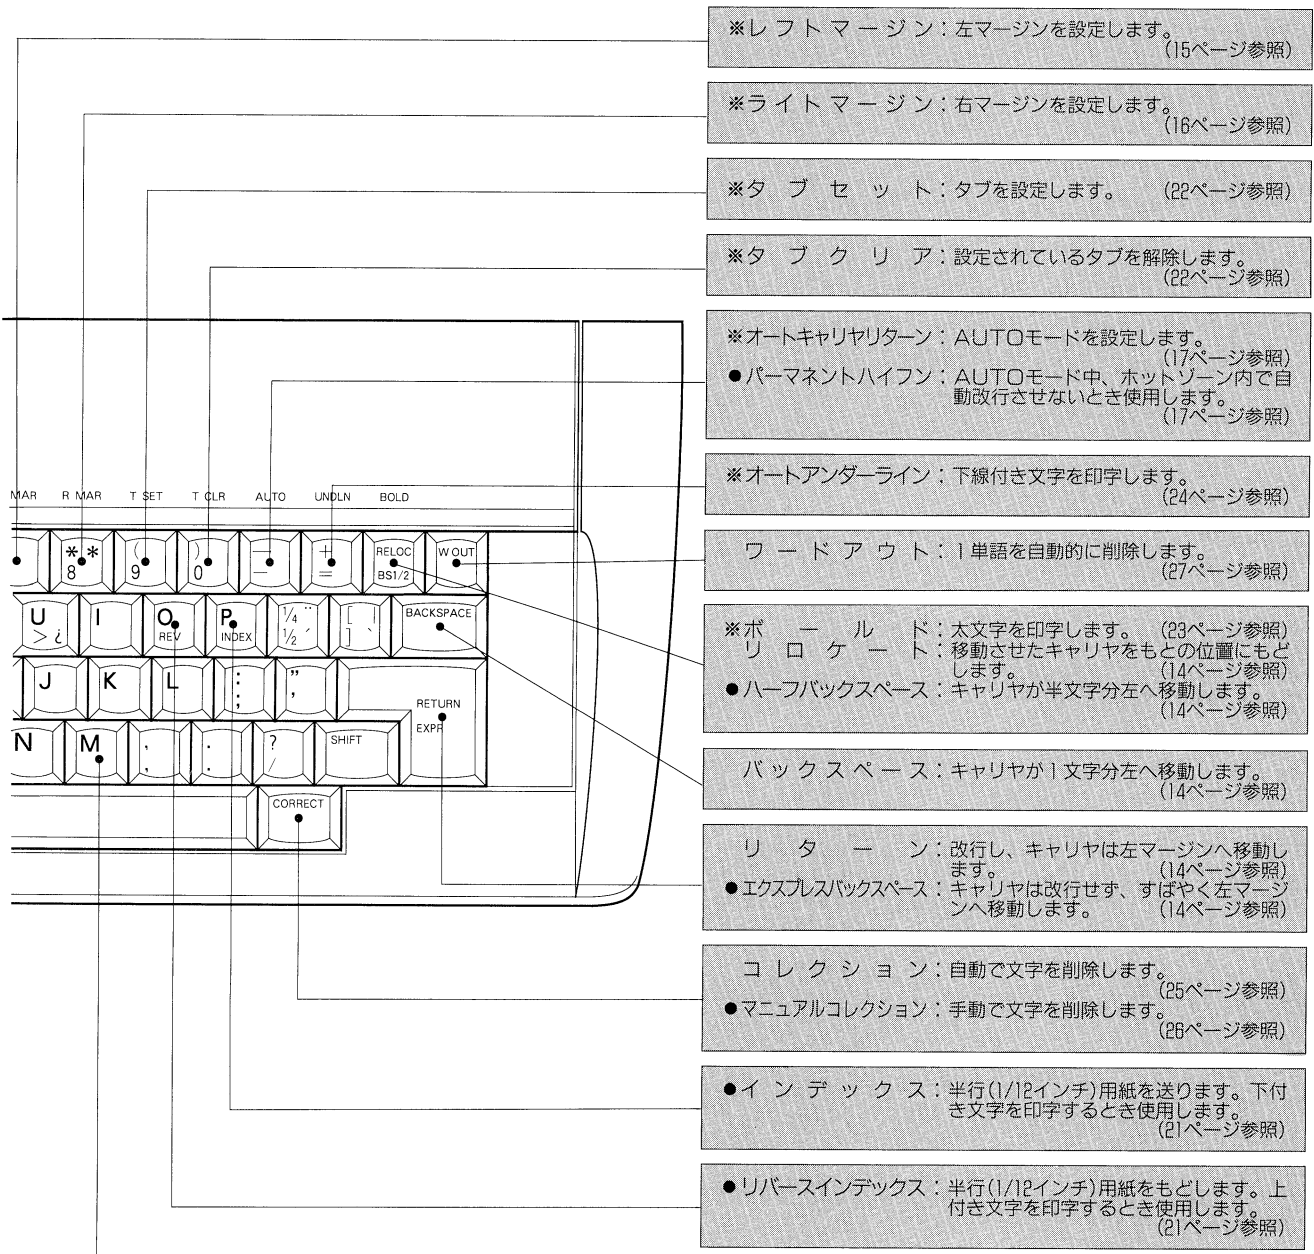 ※レフトマージン：左マージンを設定します。
(15ページ参照)
※ライトマージン：右マージンを設定します。
(16ページ参照)
※タブセット：タブを設定します。 (22ページ参照)
※タブクリア：設定されているタブを解除します。
(22ページ参照)
※オートキャリヤリターン：AUTOモードを設定します。
(17ページ参照)
●パーマネントハイフン：AUTOモード中、ホットゾーン内で自
動改行させないとき使用します。
(17ページ参照)
※オートアンダーライン：下線付き文字を印字します。
(24ページ参照)
ワードアウト：1単語を自動的に削除します。
(27ページ参照)
※ボールド：太文字を印字します。 (23ページ参照)
リロケート：移動させたキャリヤをもとの位置にもど
します。 (14ページ参照)
●ハーフバックスペース：キャリヤが半文字分左へ移動します。
(14ページ参照)
バックスペース：キャリヤが1文字分左へ移動します。
(14ページ参照)
リターン：改行し、キャリヤは左マージンへ移動し
ます。 (14ページ参照)
●エクスプレスバックスペース：キャリヤは改行せず、すばやく左マージ
ンへ移動します。 (14ページ参照)
コレクション：自動で文字を削除します。
(25ページ参照)
●マニュアルコレクション：手動で文字を削除します。
(26ページ参照)
●インデックス：半行(1/12インチ)用紙を送ります。下付
き文字を印字するとき使用します。
(21ページ参照)
●リバースインデックス：半行(1/12インチ)用紙をもどします。上
付き文字を印字するとき使用します。
(21ページ参照)
MAR R MAR T SET T CLR AUTO UNDLN BOLD
* * ( ) — + RELOC W OUT
8 9 0 - = BS1/2
U I O P 1/4 ¨ [ | BACKSPACE
> ¿ REV INDEX 1/2 ´ ] `
J K L : ” RETURN
; ’ EXPR
N M , . ? SHIFT
, . /
CORRECT